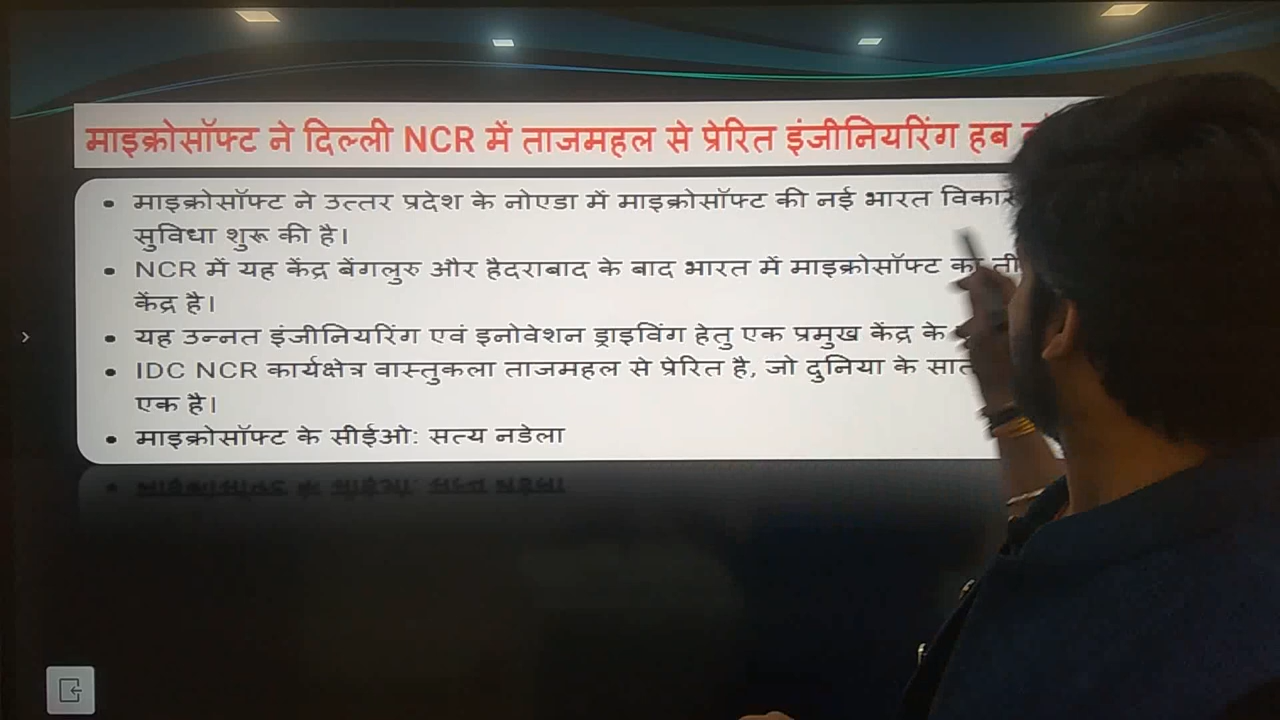 माइक्रोसॉफ्ट ने दिल्ली NCR में ताजमहल से प्रेरित इंजीनियरिंग हब
माइक्रोसॉफ्ट ने उत्तर प्रदेश के नोएडा में माइक्रोसॉफ्ट की नई भारत
सुविधा शुरू की है।
NCR में यह केंद्र बेंगलुरु और हैदराबाद के बाद भारत में माइक्रोसॉफ्ट
केंद्र है।
यह उन्नत इंजीनियरिंग एवं इनोवेशन ड्राइविंग हेतु एक प्रमुख केंद्र के
IDC NCR कार्यक्षेत्र वास्तुकला ताजमहल से प्रेरित है, जो दुनिया के
एक है।
माइक्रोसॉफ्ट के सीईओ: सत्य नडेला